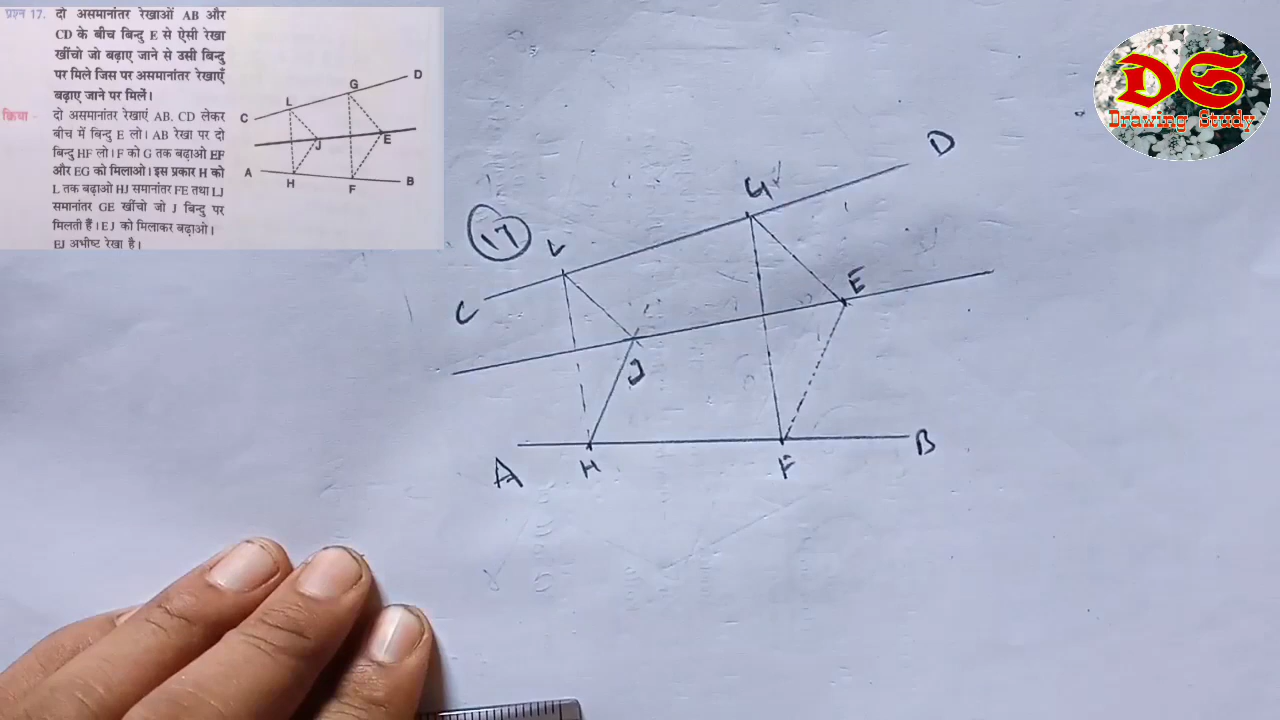 प्रश्न 17. दो असमानांतर रेखाओं AB और
CD के बीच बिन्दु E से ऐसी रेखा
खींचो जो बढ़ाए जाने से उसी बिन्दु
पर मिले जिस पर असमानांतर रेखाएँ
बढ़ाए जाने पर मिलें।
क्रिया - दो असमानांतर रेखाएं AB, CD लेकर
बीच में बिन्दु E लो। AB रेखा पर दो
बिन्दु HF लो। F को G तक बढ़ाओ EF
और EG को मिलाओ। इस प्रकार H को
L तक बढ़ाओ HJ समानांतर FE तथा LJ
समानांतर GE खींचो जो J बिन्दु पर
मिलती हैं। EJ को मिलाकर बढ़ाओ।
EJ अभीष्ट रेखा है।
C L G D
J E
A H F B
DS
Drawing Study
17
C L G D
J E
A H F B